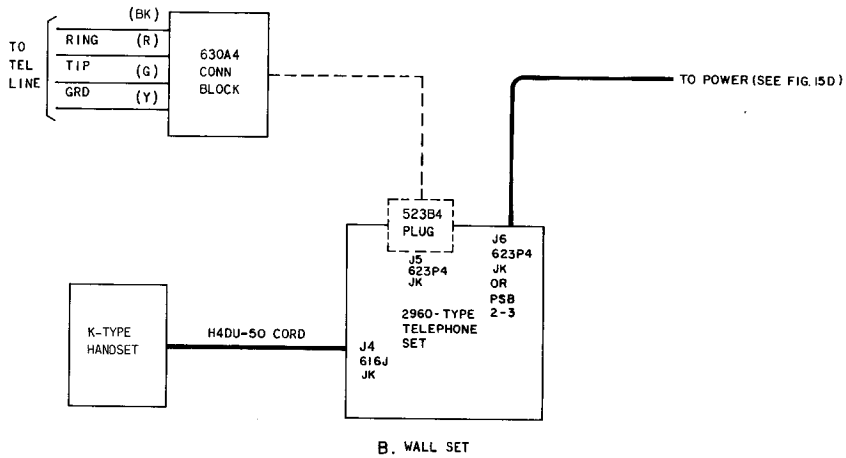 (BK)
TO
TEL
LINE
RING (R)
TIP (G)
GRD (Y)
630A4
CONN
BLOCK
TO POWER (SEE FIG. 15D)
523B4
PLUG
J5
623P4
JK
J6
623P4
JK
OR
PSB
2-3
2960-TYPE
TELEPHONE
SET
K-TYPE
HANDSET
H4DU-50 CORD
J4
616J
JK
B. WALL SET